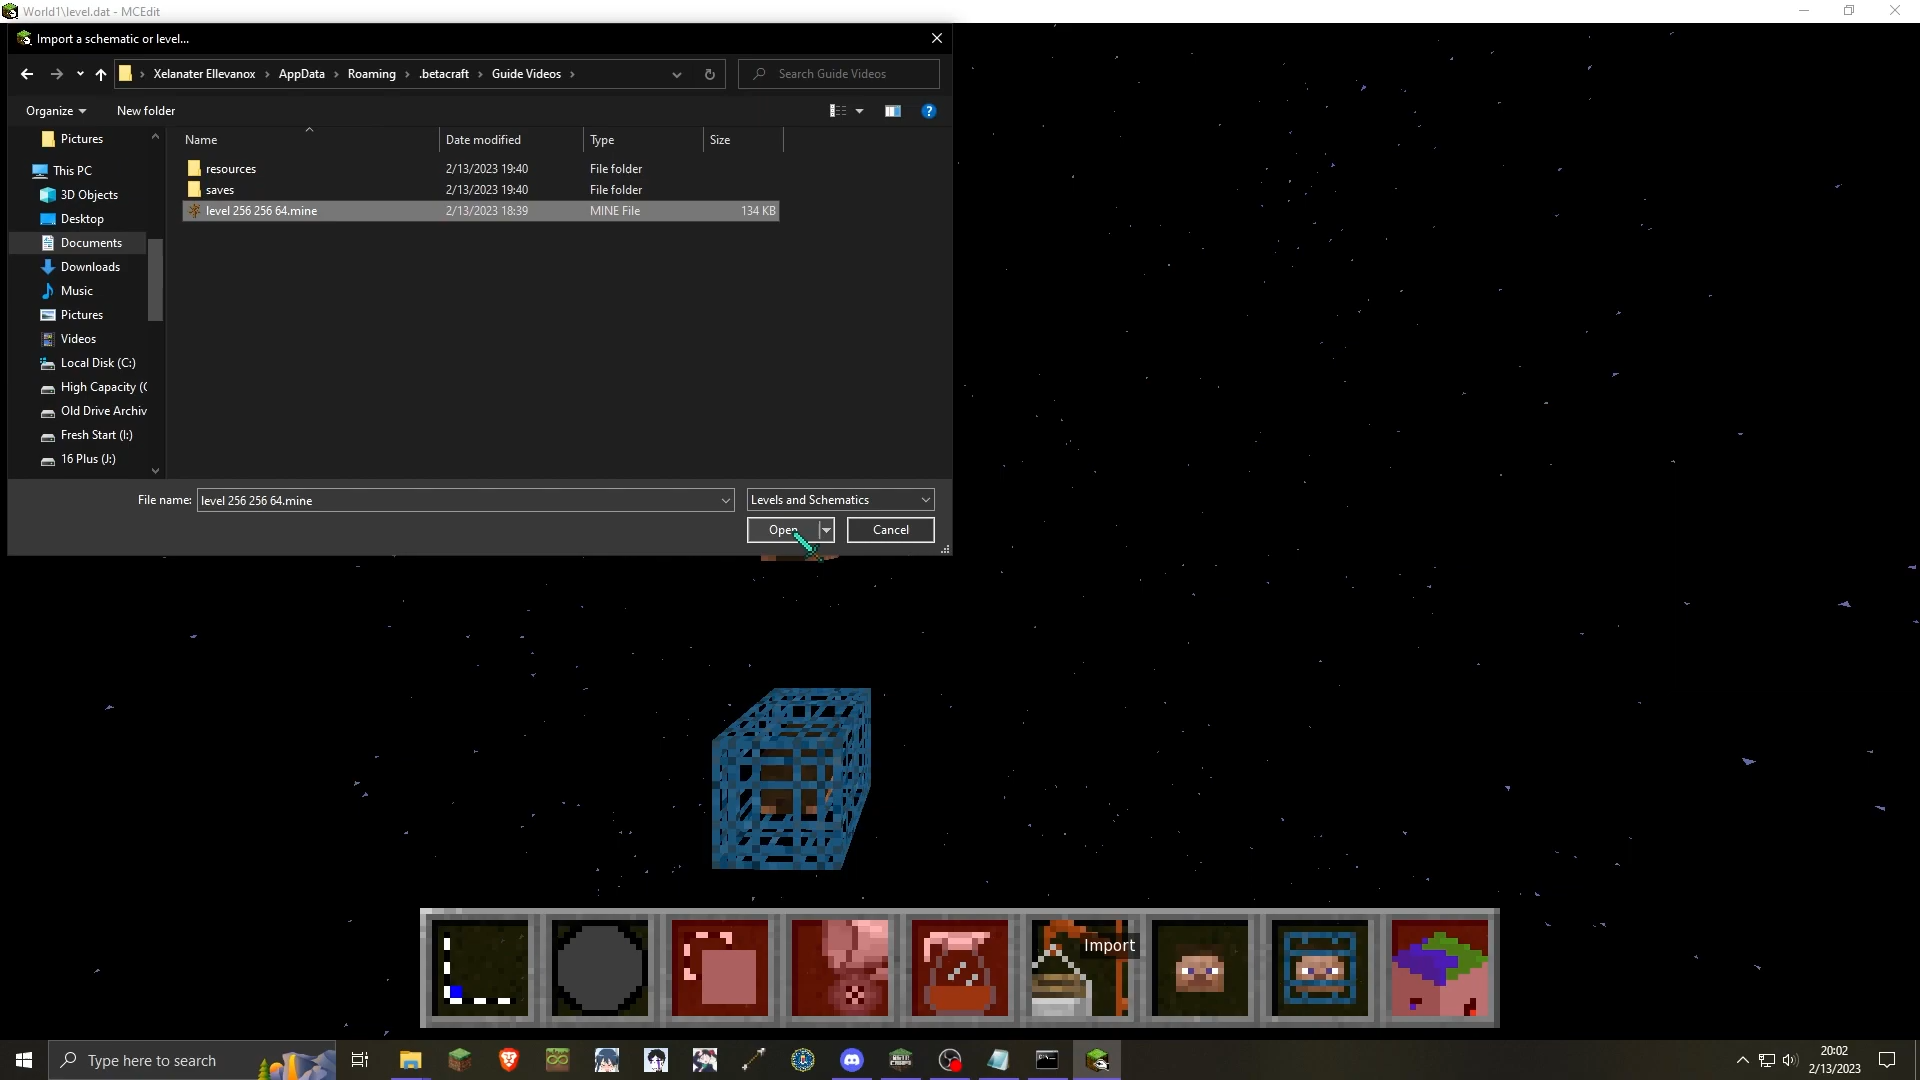 World1\level.dat - MCEdit
Import a schematic or level...
Xelanater Ellevanox > AppData > Roaming > .betacraft > Guide Videos >
Search Guide Videos
Organize
New folder
Name
Date modified
Type
Size
Pictures
This PC
3D Objects
Desktop
Documents
Downloads
Music
Pictures
Videos
Local Disk (C:)
High Capacity (
Old Drive Archiv
Fresh Start (I:)
16 Plus (J:)
resources 2/13/2023 19:40 File folder
saves 2/13/2023 19:40 File folder
level 256 256 64.mine 2/13/2023 18:39 MINE File 134 KB
File name: level 256 256 64.mine
Levels and Schematics
Open
Cancel
Import
Type here to search
20:02
2/13/2023